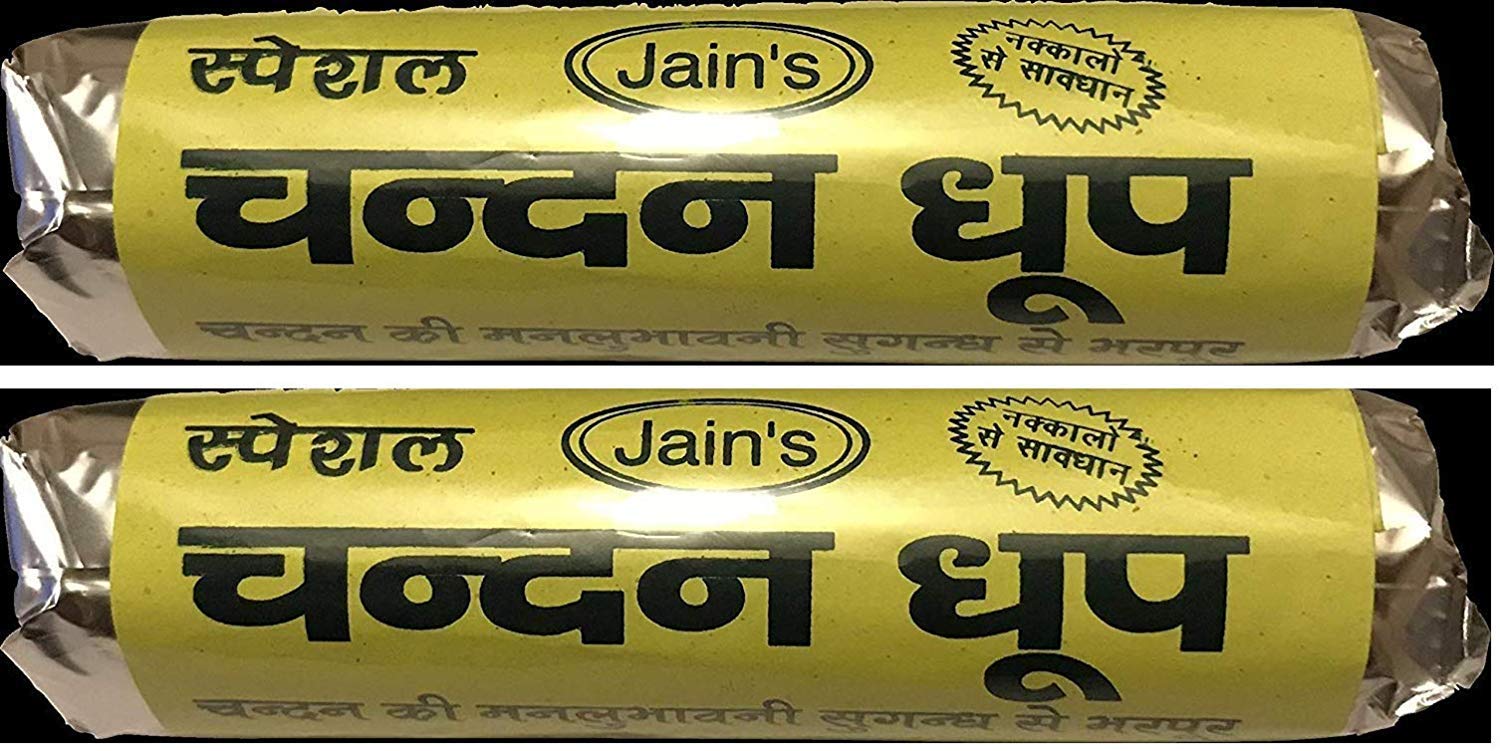 स्पेशल
Jain's
नक्कालो
से सावधान
चन्दन धूप
चन्दन की मनलुभावनी सुगन्ध से भरपूर
स्पेशल
Jain's
नक्कालो
से सावधान
चन्दन धूप
चन्दन की मनलुभावनी सुगन्ध से भरपूर